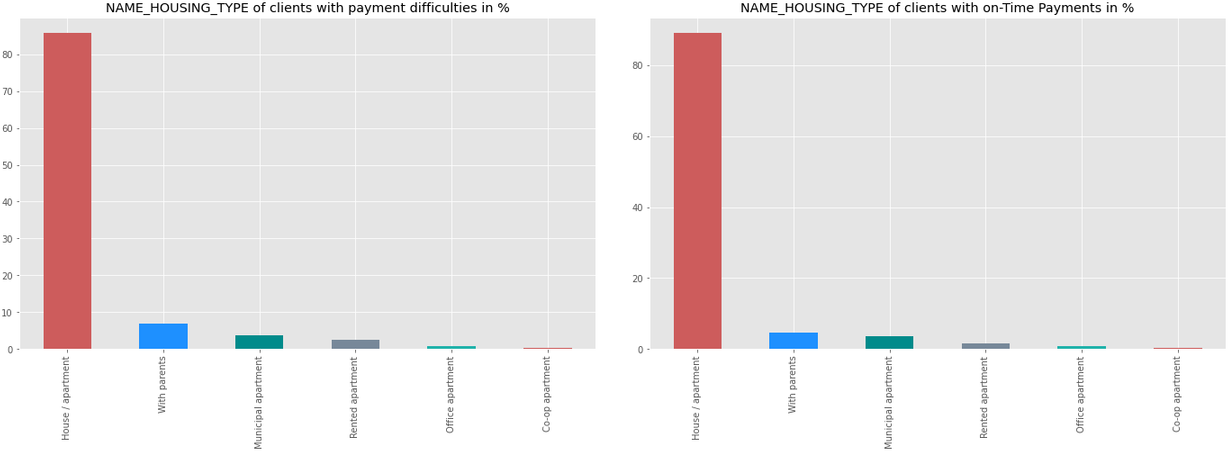 NAME_HOUSING_TYPE of clients with payment difficulties in %
80
70
60
50
40
30
20
10
0
House / apartment
With parents
Municipal apartment
Rented apartment
Office apartment
Co-op apartment
NAME_HOUSING_TYPE of clients with on-Time Payments in %
80
60
40
20
0
House / apartment
With parents
Municipal apartment
Rented apartment
Office apartment
Co-op apartment